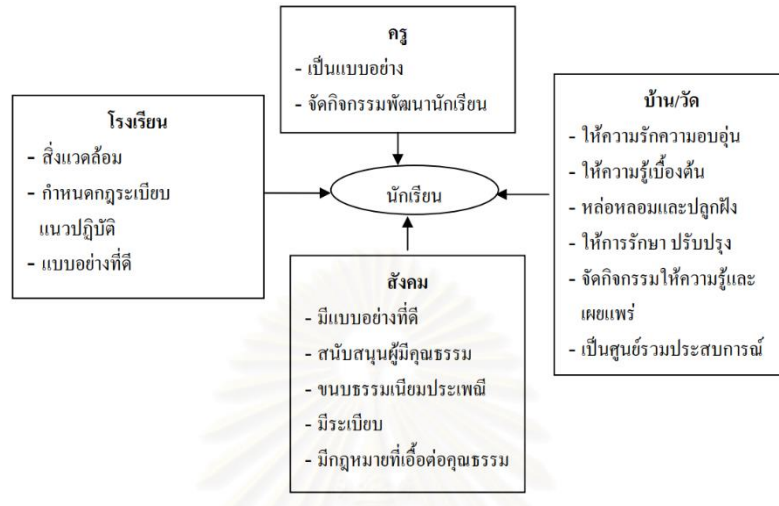 ครู
- เป็นแบบอย่าง
- จัดกิจกรรมพัฒนานักเรียน
โรงเรียน
- สิ่งแวดล้อม
- กำหนดกฎระเบียบ
แนวปฏิบัติ
- แบบอย่างที่ดี
นักเรียน
บ้าน/วัด
- ให้ความรักความอบอุ่น
- ให้ความรู้เบื้องต้น
- หล่อหลอมและปลูกฝัง
- ให้การรักษา ปรับปรุง
- จัดกิจกรรมให้ความรู้และ
เผยแพร่
- เป็นศูนย์รวมประสบการณ์
สังคม
- มีแบบอย่างที่ดี
- สนับสนุนผู้มีคุณธรรม
- ขนบธรรมเนียมประเพณี
- มีระเบียบ
- มีกฎหมายที่เอื้อต่อคุณธรรม